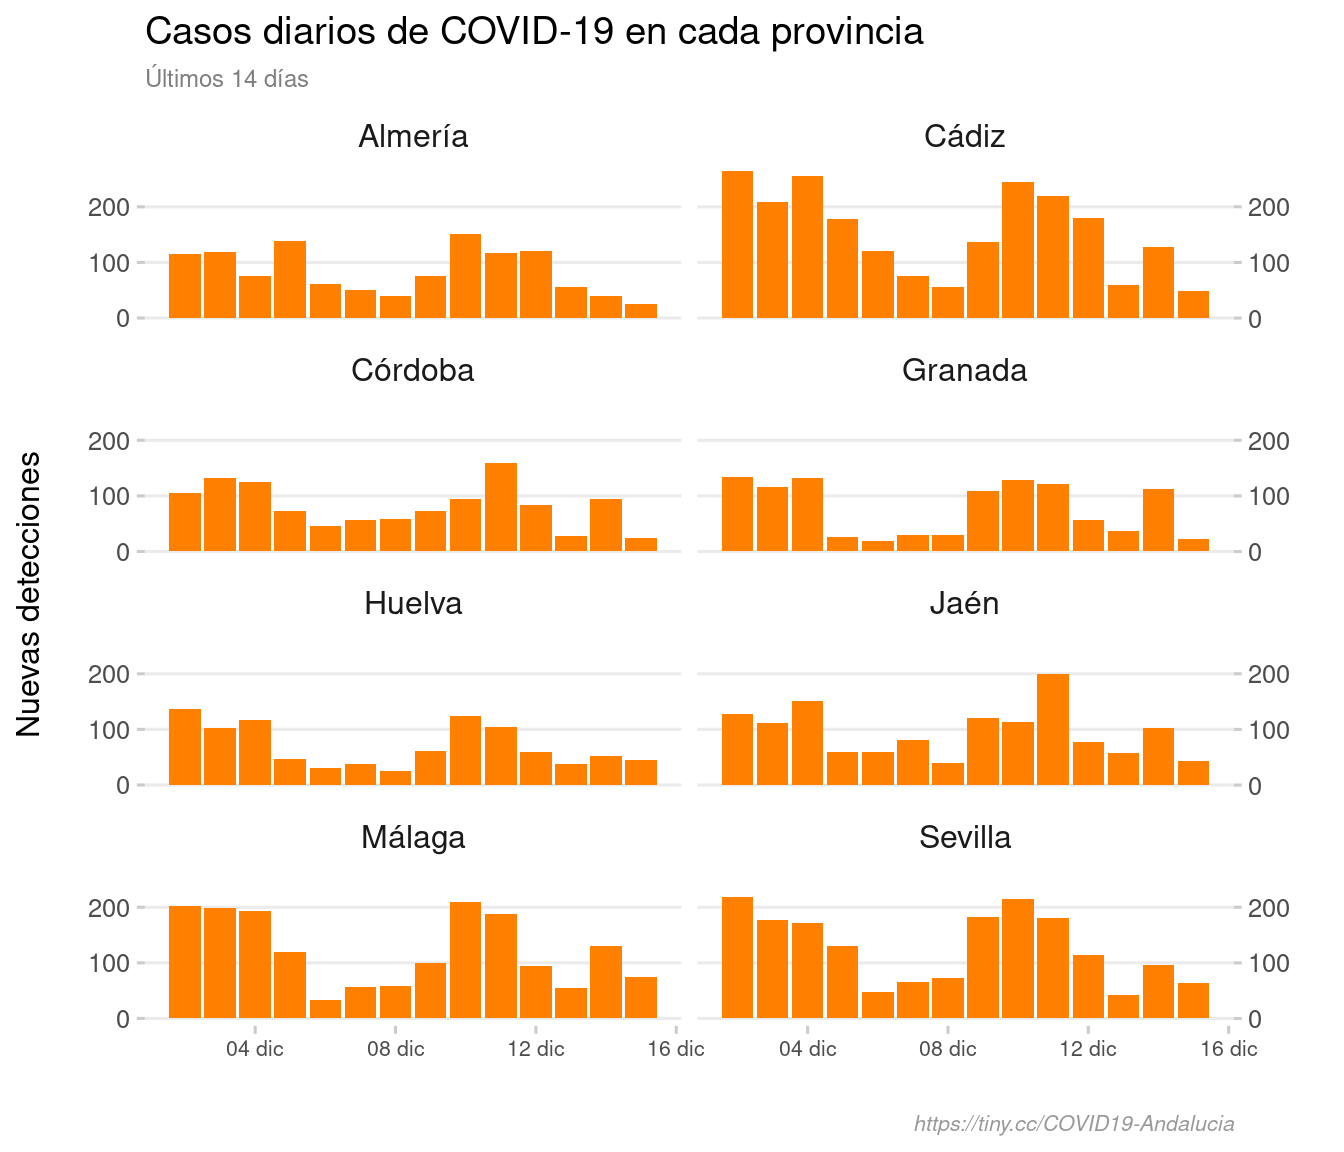 Casos diarios de COVID-19 en cada provincia
Últimos 14 días
Almería
Cádiz
200
100
0
200
100
0
Córdoba
Granada
200
100
0
200
100
0
Nuevas detecciones
Huelva
Jaén
200
100
0
200
100
0
Málaga
Sevilla
200
100
0
200
100
0
04 dic 08 dic 12 dic 16 dic
04 dic 08 dic 12 dic 16 dic
https://tiny.cc/COVID19-Andalucia